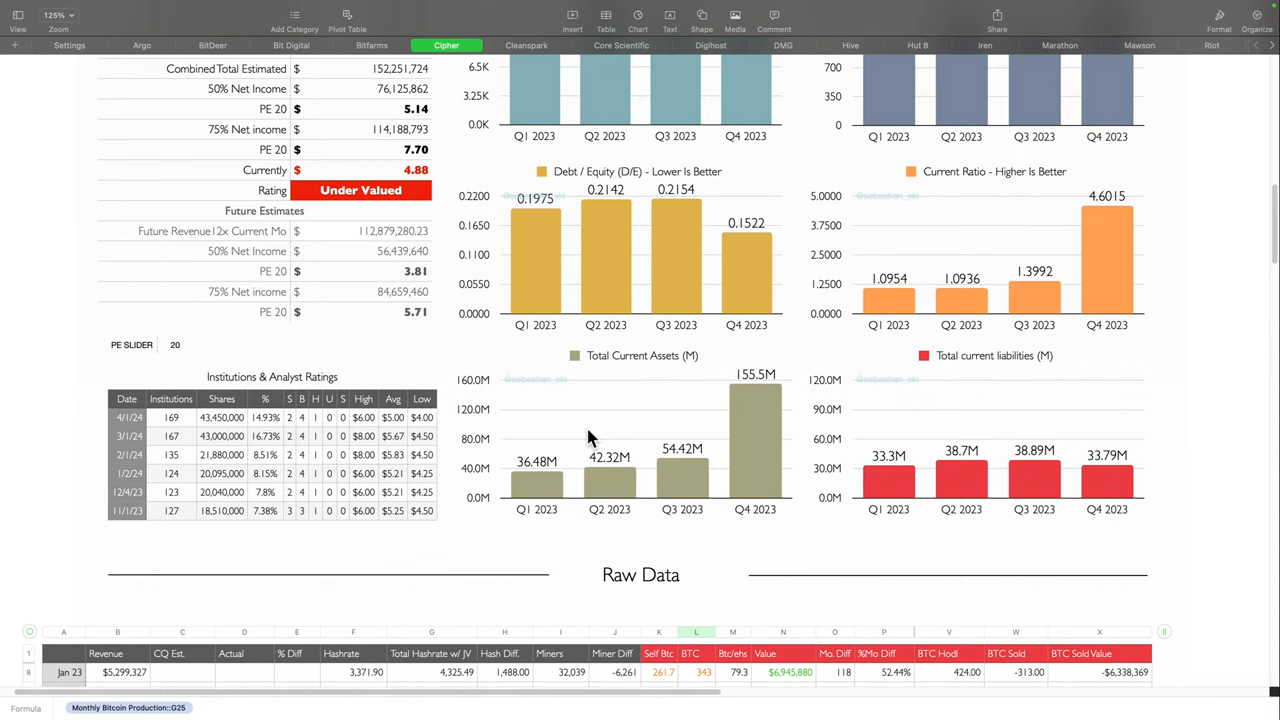 125%
View
Zoom
Add Category
Pivot Table
Insert
Table
Chart
Text
Shape
Media
Comment
Share
Format
Organize
Settings
Argo
BitDeer
Bit Digital
Bitfarms
Cipher
Cleanspark
Core Scientific
Digihost
DMG
Hive
Hut 8
Iren
Marathon
Mawson
Riot
Combined Total Estimated $ 152,251,724
50% Net Income $ 76,125,862
PE 20 $ 5.14
75% Net income $ 114,188,793
PE 20 $ 7.70
Currently $ 4.88
Rating Under Valued
Future Estimates
Future Revenue12x Current Mo $ 112,879,280.23
50% Net Income $ 56,439,640
PE 20 $ 3.81
75% Net income $ 84,659,460
PE 20 $ 5.71
PE SLIDER 20
Institutions & Analyst Ratings
Date Institutions Shares % S B H U S High Avg Low
4/1/24 169 43,450,000 14.93% 2 4 1 0 0 $6.00 $5.00 $4.00
3/1/24 167 43,000,000 16.73% 2 4 1 0 0 $8.00 $5.67 $4.50
2/1/24 135 21,880,000 8.51% 2 4 1 0 0 $8.00 $5.83 $4.50
1/2/24 124 20,095,000 8.15% 2 4 1 0 0 $6.00 $5.21 $4.25
12/4/23 123 20,040,000 7.8% 2 4 1 0 0 $6.00 $5.21 $4.25
11/1/23 127 18,510,000 7.38% 3 3 1 0 0 $6.00 $5.25 $4.50
6.5K
3.25K
0.0K
Q1 2023 Q2 2023 Q3 2023 Q4 2023
700
350
0
Q1 2023 Q2 2023 Q3 2023 Q4 2023
Debt / Equity (D/E) - Lower Is Better
@sebastian_ski
0.2200
0.1650
0.1100
0.0550
0.0000
0.1975 0.2142 0.2154 0.1522
Q1 2023 Q2 2023 Q3 2023 Q4 2023
Current Ratio - Higher Is Better
@sebastian_ski
5.0000
3.7500
2.5000
1.2500
0.0000
1.0954 1.0936 1.3992 4.6015
Q1 2023 Q2 2023 Q3 2023 Q4 2023
Total Current Assets (M)
@sebastian_ski
160.0M
120.0M
80.0M
40.0M
0.0M
36.48M 42.32M 54.42M 155.5M
Q1 2023 Q2 2023 Q3 2023 Q4 2023
Total current liabilities (M)
@sebastian_ski
120.0M
90.0M
60.0M
30.0M
0.0M
33.3M 38.7M 38.89M 33.79M
Q1 2023 Q2 2023 Q3 2023 Q4 2023
Raw Data
A B C D E F G H I J K L M N O P V W X
1 Revenue CQ Est. Actual % Diff Hashrate Total Hashrate w/ JV Hash Diff. Miners Miner Diff Self Btc BTC Btc/ehs Value Mo. Diff %Mo Diff BTC Hodl BTC Sold BTC Sold Value
8 Jan 23 $5,299,327 3,371.90 4,325.49 1,488.00 32,039 -6,261 261.7 343 79.3 $6,945,880 118 52.44% 424.00 -313.00 -$6,338,369
Formula Monthly Bitcoin Production::G25